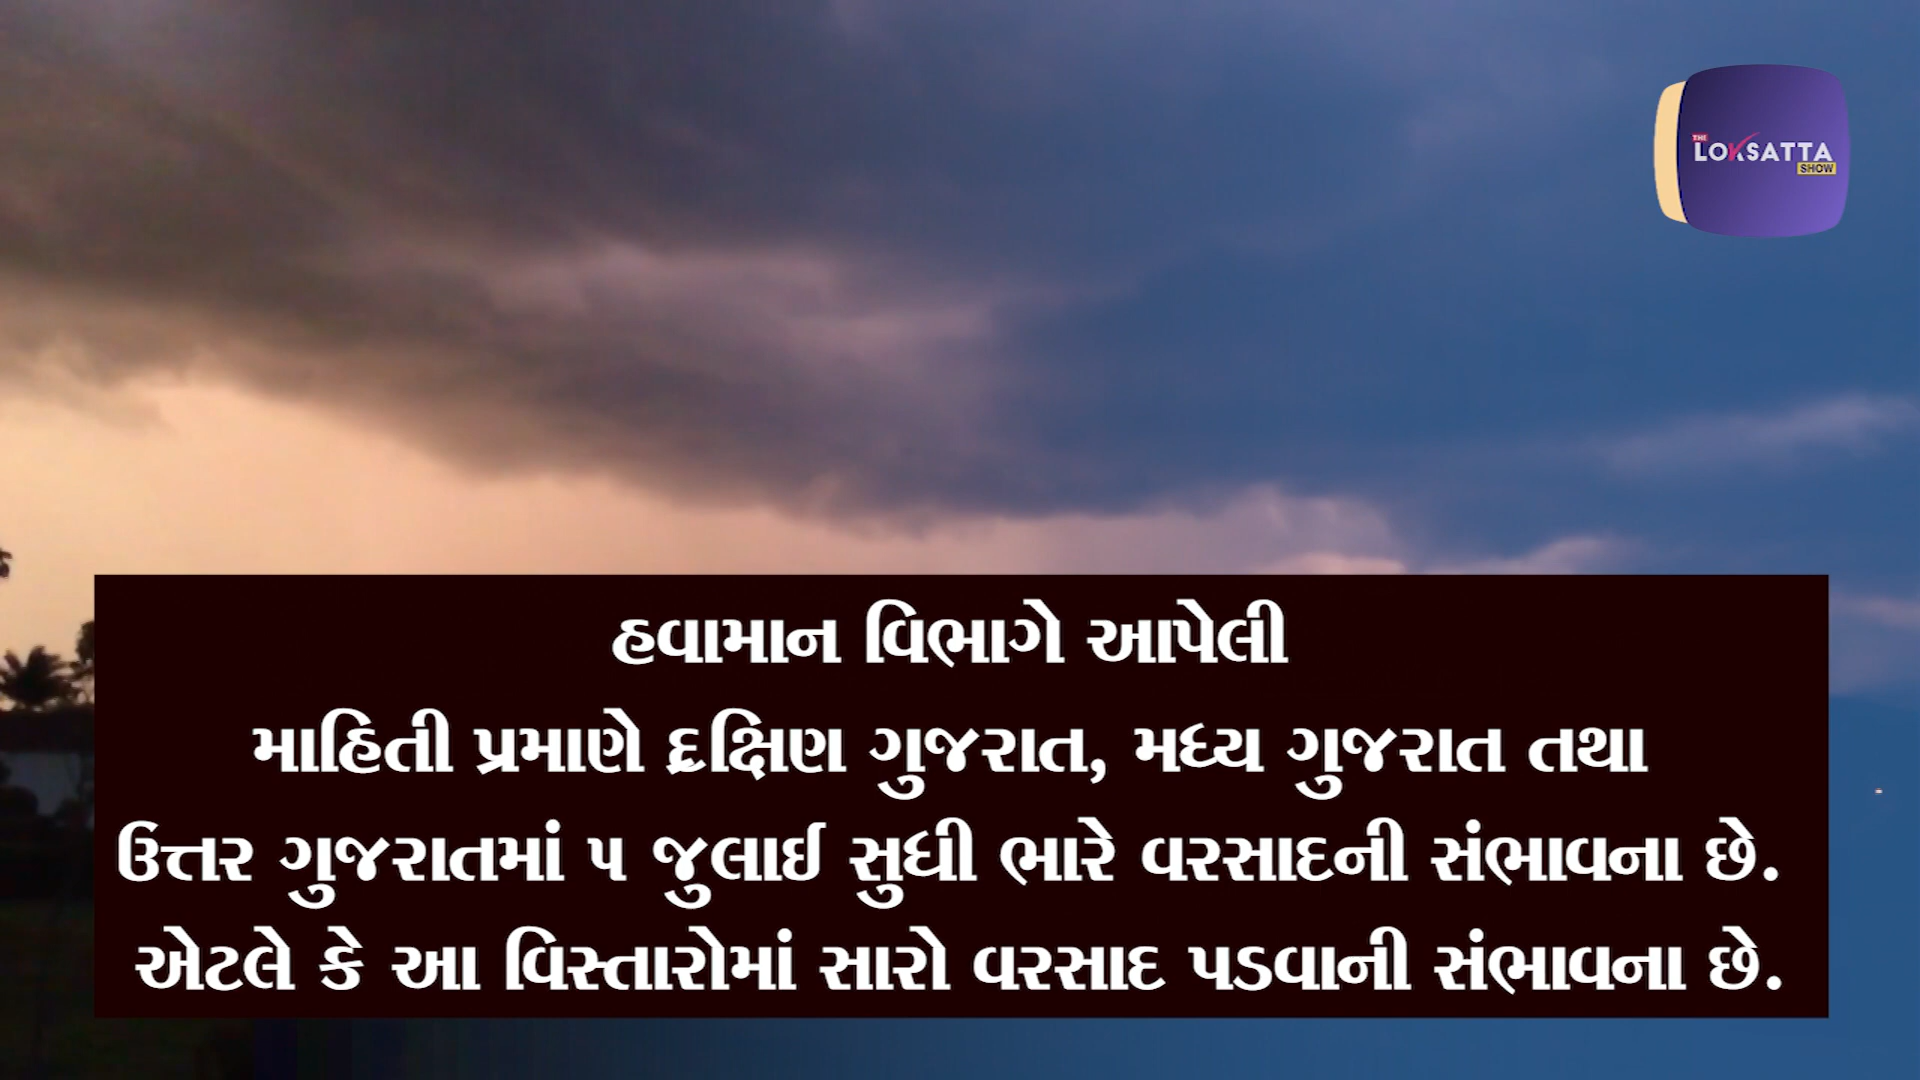 THE
LOKSATTA
SHOW
હવામાન વિભાગે આપેલી
માહિતી પ્રમાણે દક્ષિણ ગુજરાત, મધ્ય ગુજરાત તથા
ઉત્તર ગુજરાતમાં ૫ જુલાઈ સુધી ભારે વરસાદની સંભાવના છે.
એટલે કે આ વિસ્તારોમાં સારો વરસાદ પડવાની સંભાવના છે.